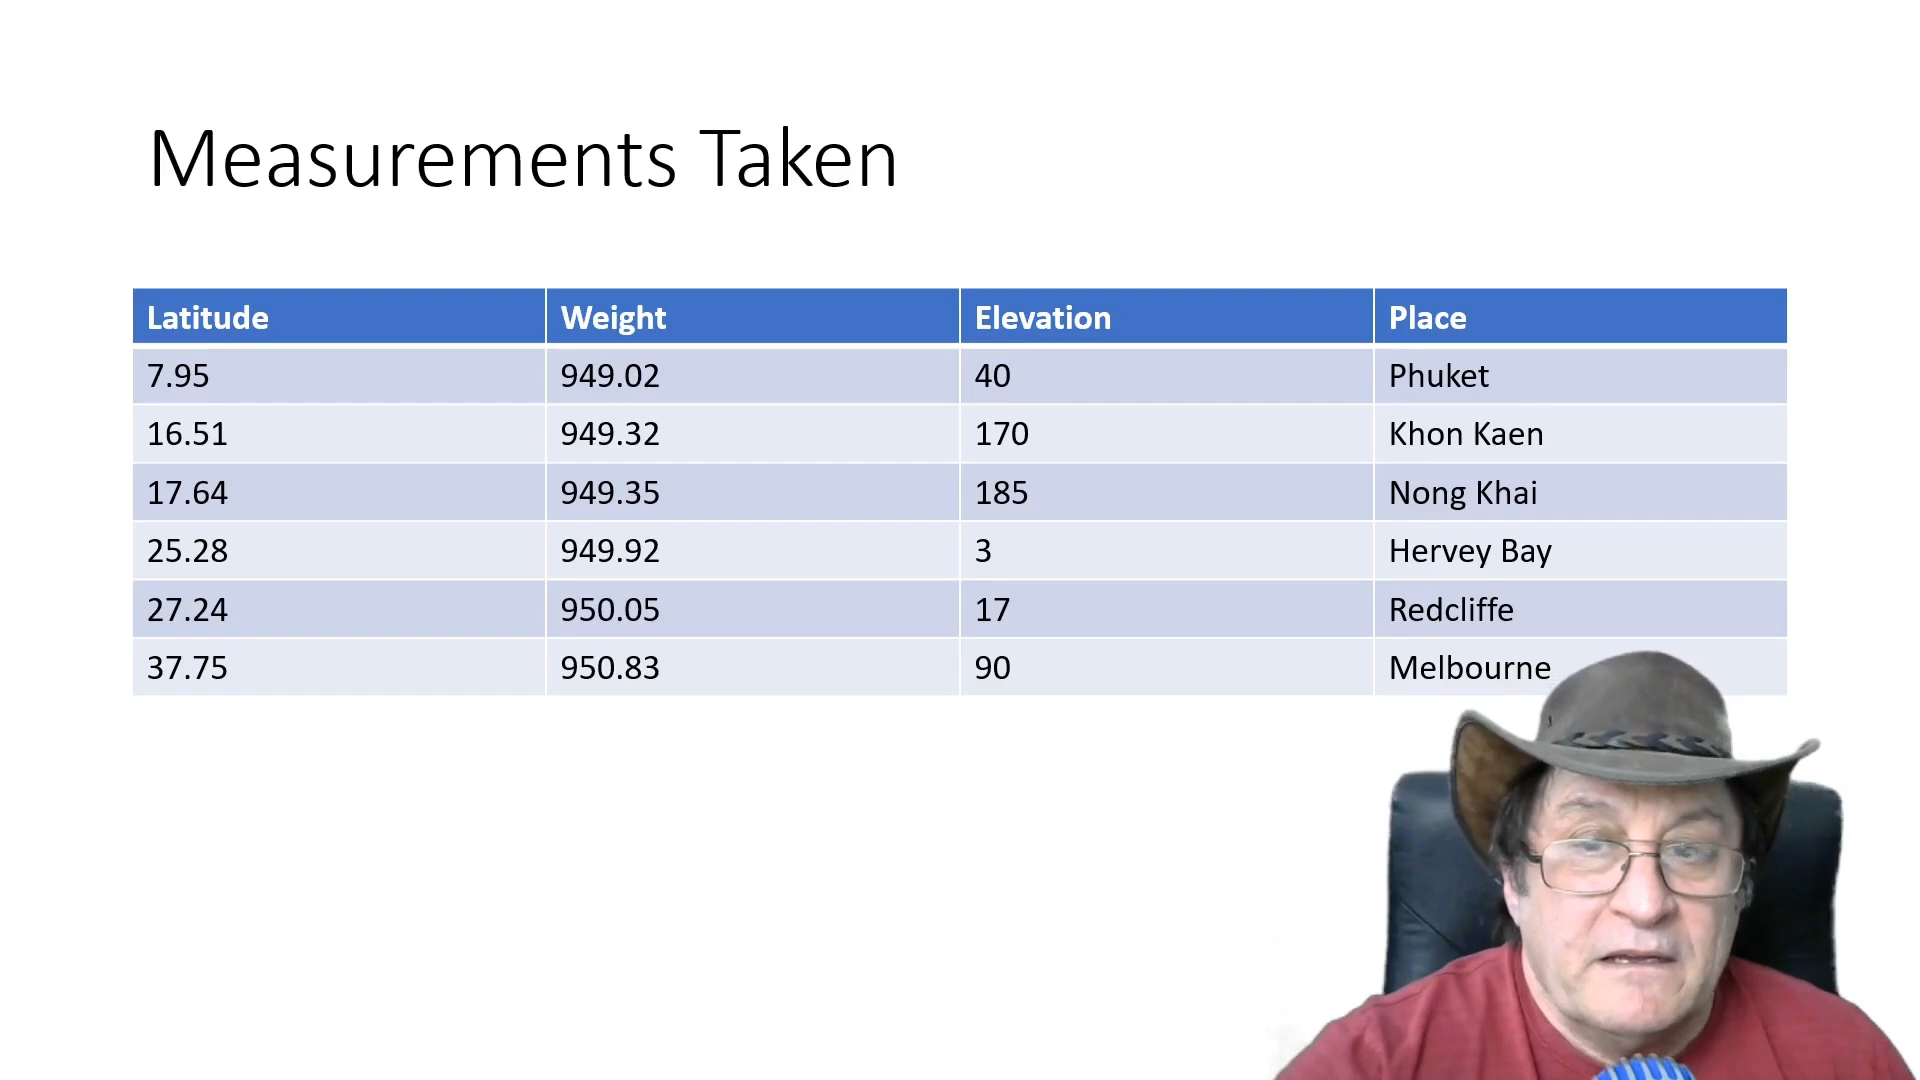 Measurements Taken
Latitude Weight Elevation Place
7.95 949.02 40 Phuket
16.51 949.32 170 Khon Kaen
17.64 949.35 185 Nong Khai
25.28 949.92 3 Hervey Bay
27.24 950.05 17 Redcliffe
37.75 950.83 90 Melbourne